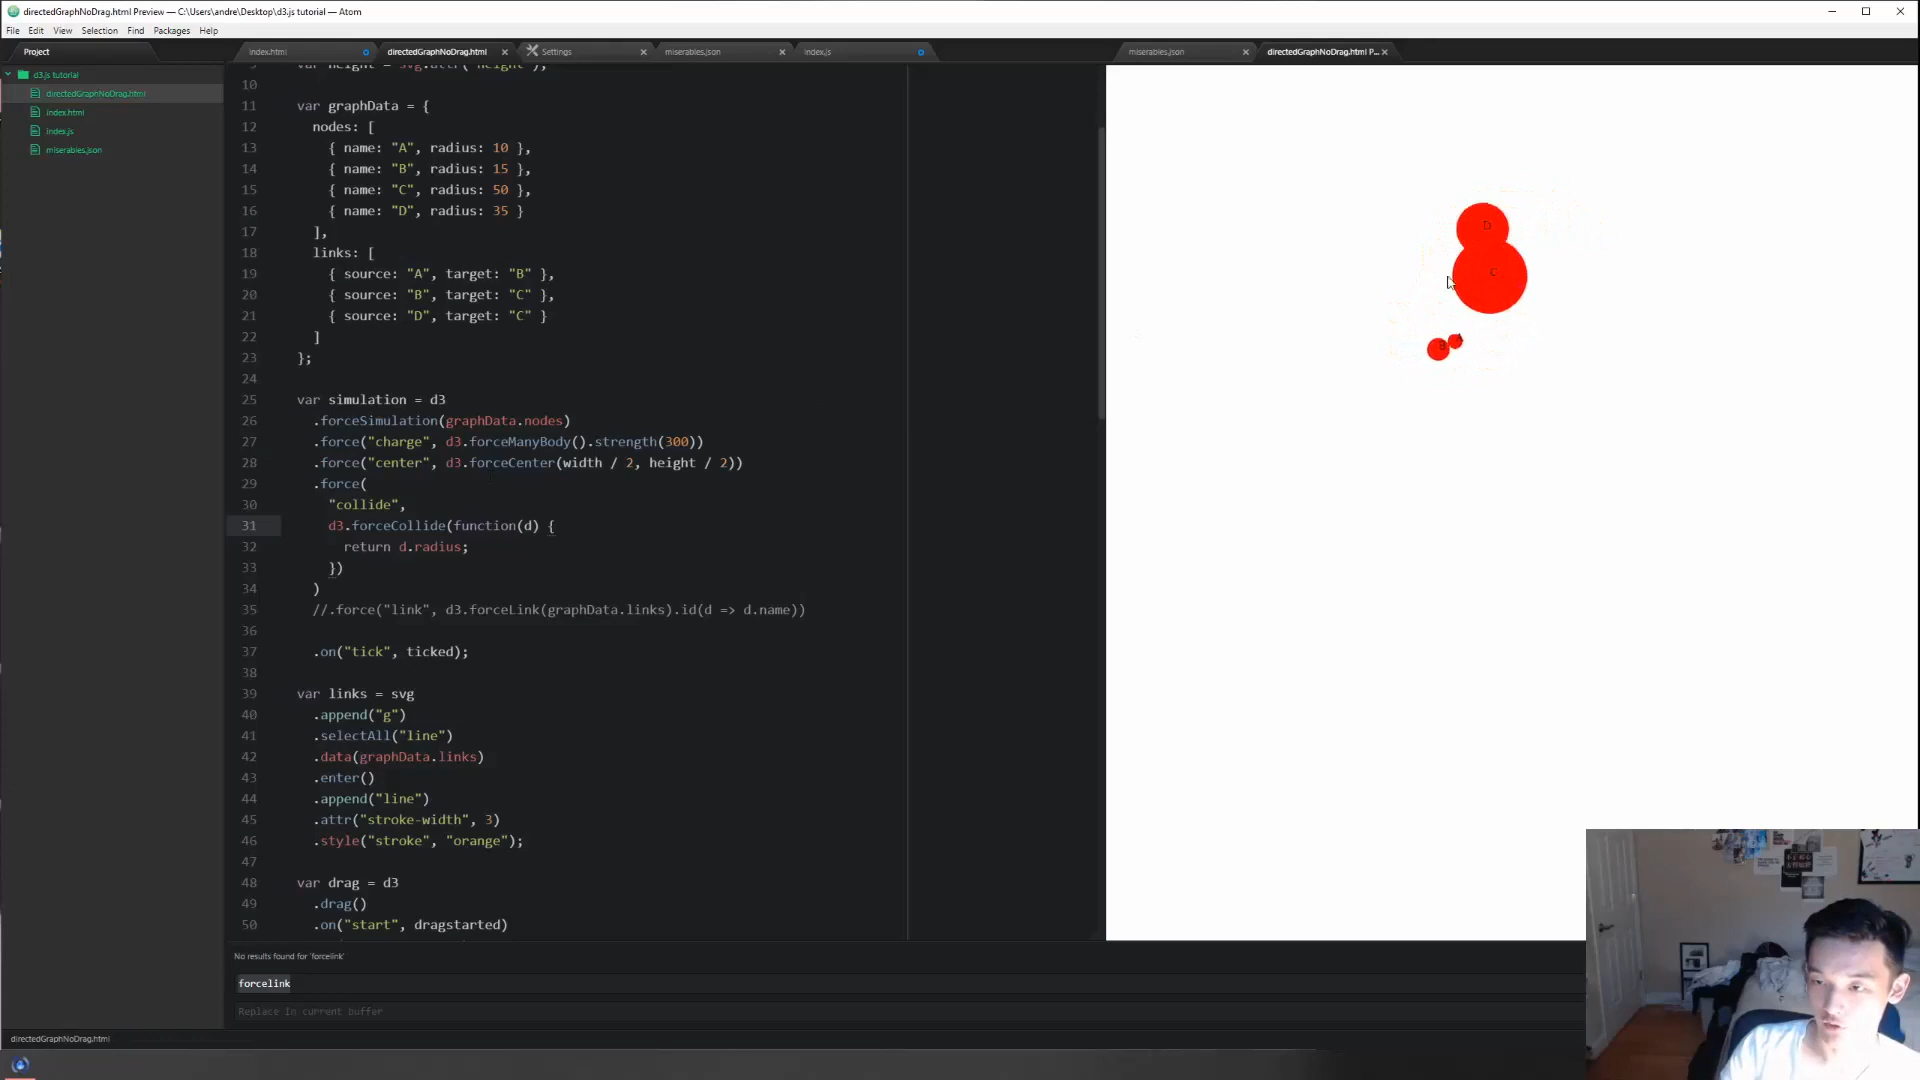 directedGraphNoDrag.html Preview — C:\Users\andre\Desktop\d3.js tutorial — Atom
File Edit View Selection Find Packages Help
Project
index.html
directedGraphNoDrag.html
Settings
miserables.json
index.js
miserables.json
directedGraphNoDrag.html P...
d3.js tutorial
directedGraphNoDrag.html
index.html
index.js
miserables.json
9 var height = svg.attr("height");
10
11 var graphData = {
12 nodes: [
13 { name: "A", radius: 10 },
14 { name: "B", radius: 15 },
15 { name: "C", radius: 50 },
16 { name: "D", radius: 35 }
17 ],
18 links: [
19 { source: "A", target: "B" },
20 { source: "B", target: "C" },
21 { source: "D", target: "C" }
22 ]
23 };
24
25 var simulation = d3
26 .forceSimulation(graphData.nodes)
27 .force("charge", d3.forceManyBody().strength(300))
28 .force("center", d3.forceCenter(width / 2, height / 2))
29 .force(
30 "collide",
31 d3.forceCollide(function(d) {
32 return d.radius;
33 })
34 )
35 //.force("link", d3.forceLink(graphData.links).id(d => d.name))
36
37 .on("tick", ticked);
38
39 var links = svg
40 .append("g")
41 .selectAll("line")
42 .data(graphData.links)
43 .enter()
44 .append("line")
45 .attr("stroke-width", 3)
46 .style("stroke", "orange");
47
48 var drag = d3
49 .drag()
50 .on("start", dragstarted)
D
C
A
B
No results found for 'forcelink'
forcelink
Replace in current buffer
directedGraphNoDrag.html